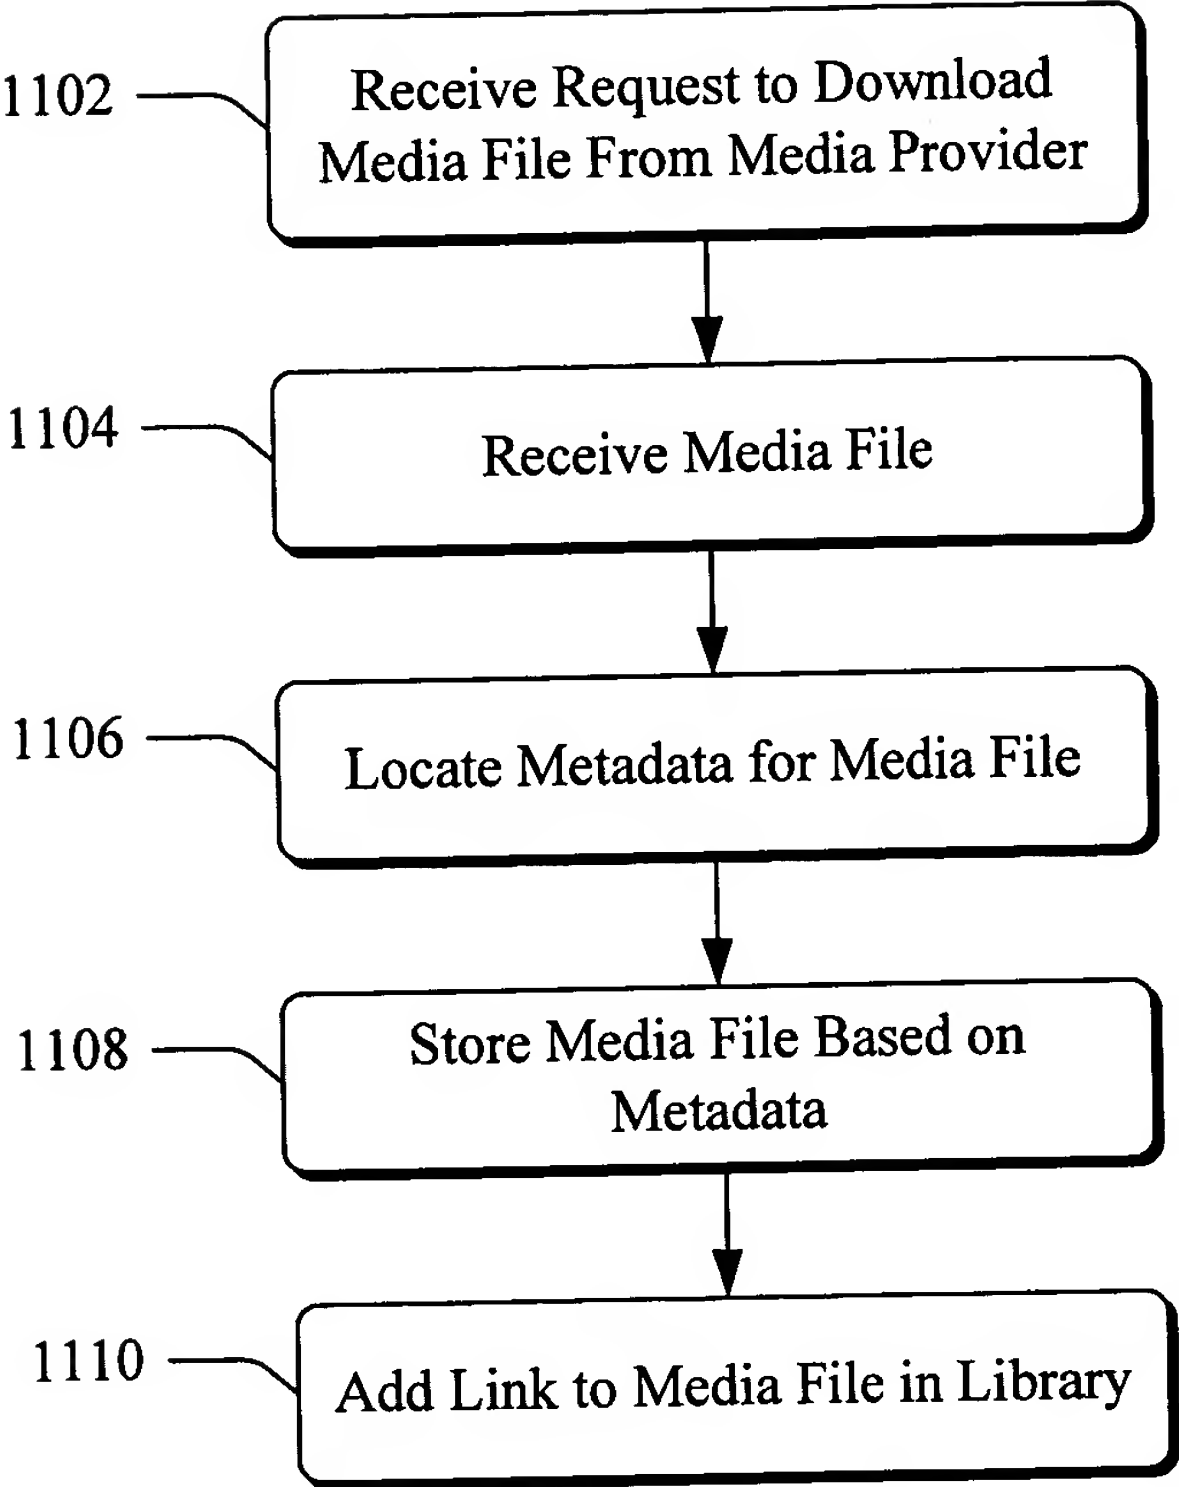 1102
Receive Request to Download
Media File From Media Provider
1104
Receive Media File
1106
Locate Metadata for Media File
1108
Store Media File Based on
Metadata
1110
Add Link to Media File in Library